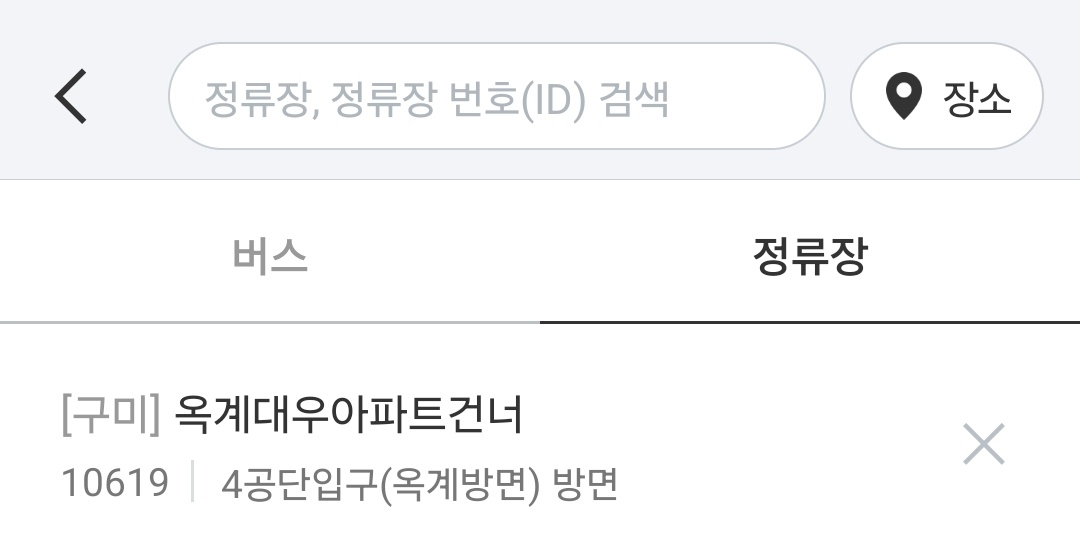 정류장, 정류장 번호(ID) 검색
장소
버스
정류장
[구미] 옥계대우아파트건너
10619 4공단입구(옥계방면) 방면